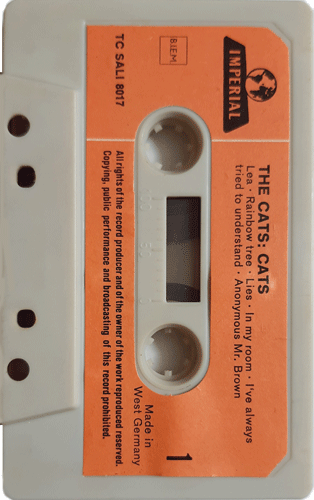 IMPERIAL
BIEM
TC SALI 8017
THE CATS: CATS
Lea · Rainbow tree · Lies · In my room · I've always
tried to understand · Anonymous Mr. Brown
1
Made in
West Germany
All rights of the record producer and of the owner of the work reproduced reserved.
Copying, public performance and broadcasting of this record prohibited.